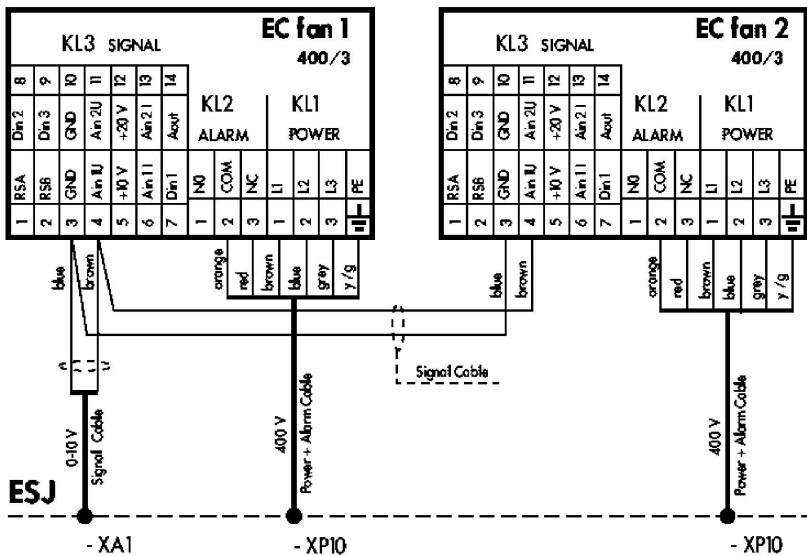 EC fan 1
KL3 SIGNAL
400/3
8 9 10 11 12 13 14
Din 2
Din 3
GND
Ain 2U
+20 V
Ain 2 I
Aout
KL2
ALARM
KL1
POWER
RSA
RSB
GND
Ain 1U
+10 V
Ain 1 I
Din 1
N0
COM
NC
L1
L2
L3
PE
1 2 3 4 5 6 7 1 2 3 1 2 3
blue
brown
orange
red
brown
blue
grey
y/g
EC fan 2
KL3 SIGNAL
400/3
8 9 10 11 12 13 14
Din 2
Din 3
GND
Ain 2U
+20 V
Ain 2 I
Aout
KL2
ALARM
KL1
POWER
RSA
RSB
GND
Ain 1U
+10 V
Ain 1 I
Din 1
N0
COM
NC
L1
L2
L3
PE
1 2 3 4 5 6 7 1 2 3 1 2 3
blue
brown
orange
red
brown
blue
grey
y/g
Signal Cable
0-10 V
Signal Cable
400 V
Power + Alarm Cable
400 V
Power + Alarm Cable
ESJ
- XA1
- XP10
- XP10